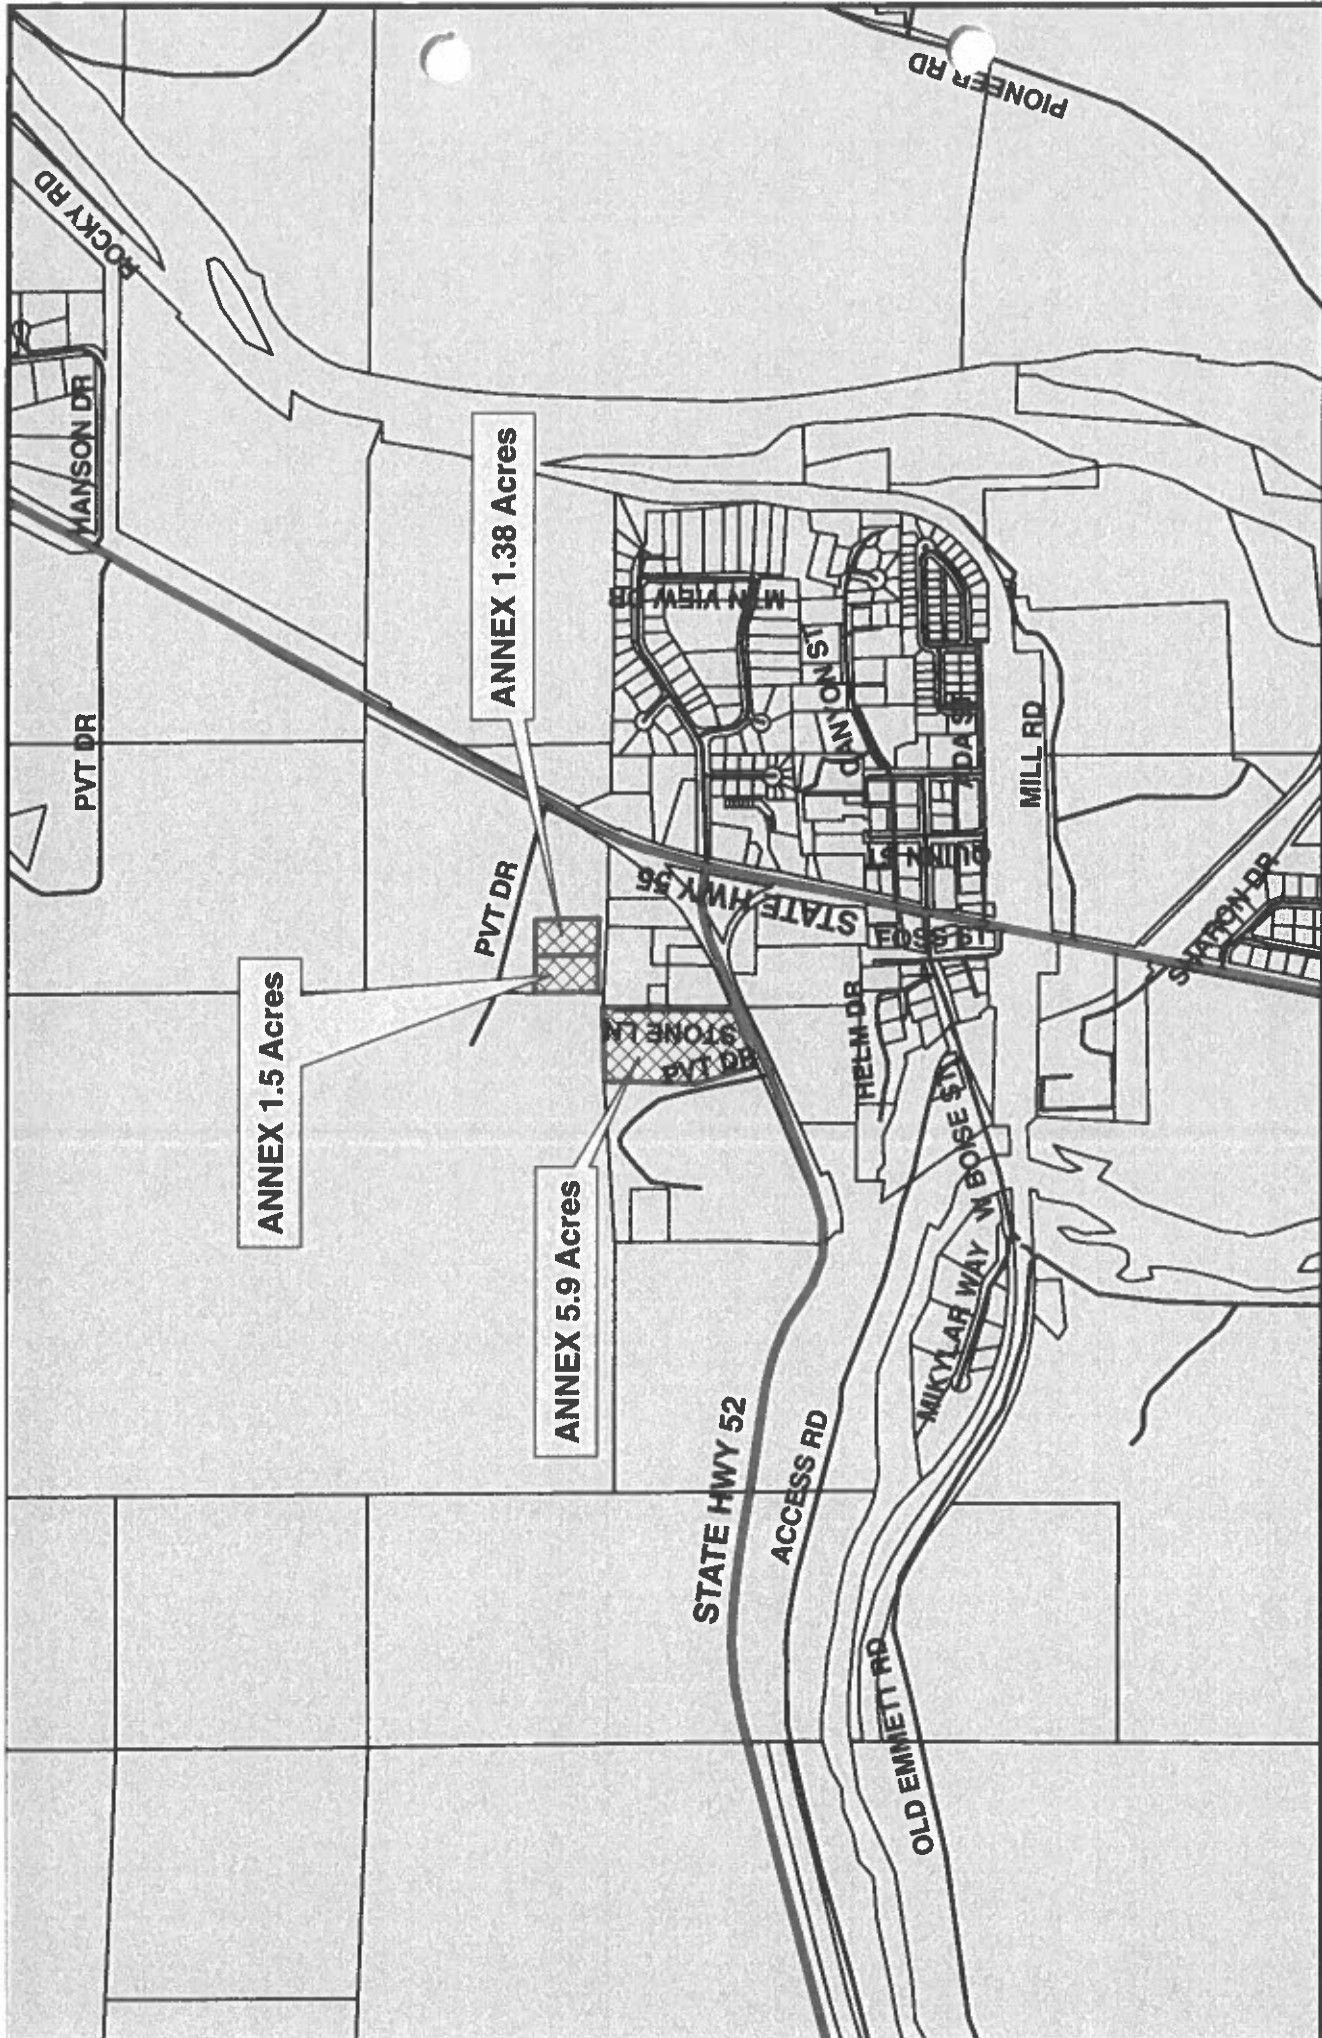 ROCKY RD
PIONEER RD
HANSON DR
PVT DR
ANNEX 1.38 Acres
PVT DR
ANNEX 1.5 Acres
ANNEX 5.9 Acres
MTN VIEW DR
CANYON ST
ADA ST
MILL RD
QUINN ST
STATE HWY 55
EOSS ST
SHARON DR
STONE LN
PVT DR
HELM DR
W BOISE ST
MIKYLAR WAY
STATE HWY 52
ACCESS RD
OLD EMMETT RD